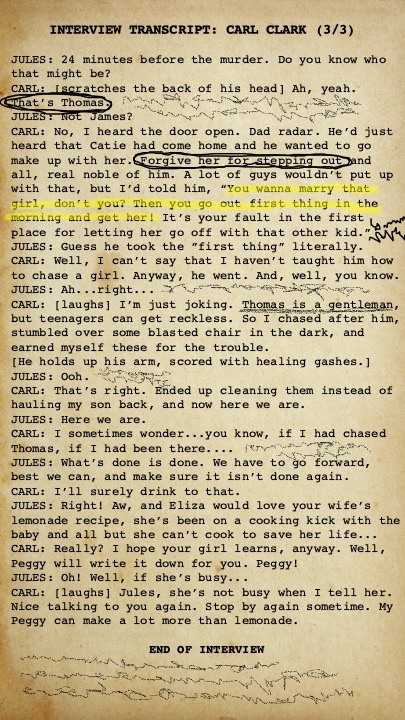 INTERVIEW TRANSCRIPT: CARL CLARK (3/3)
JULES: 24 minutes before the murder. Do you know who
that might be?
CARL: [scratches the back of his head] Ah, yeah.
That's Thomas.
JULES: Not James?
CARL: No, I heard the door open. Dad radar. He'd just
heard that Catie had come home and he wanted to go
make up with her. Forgive her for stepping out and
all, real noble of him. A lot of guys wouldn't put up
with that, but I'd told him, "You wanna marry that
girl, don't you? Then you go out first thing in the
morning and get her! It's your fault in the first
place for letting her go off with that other kid."
JULES: Guess he took the "first thing" literally.
CARL: Well, I can't say that I haven't taught him how
to chase a girl. Anyway, he went. And, well, you know.
JULES: Ah...right...
CARL: [laughs] I'm just joking. Thomas is a gentleman,
but teenagers can get reckless. So I chased after him,
stumbled over some blasted chair in the dark, and
earned myself these for the trouble.
[He holds up his arm, scored with healing gashes.]
JULES: Ooh.
CARL: That's right. Ended up cleaning them instead of
hauling my son back, and now here we are.
JULES: Here we are.
CARL: I sometimes wonder...you know, if I had chased
Thomas, if I had been there....
JULES: What's done is done. We have to go forward,
best we can, and make sure it isn't done again.
CARL: I'll surely drink to that.
JULES: Right! Aw, and Eliza would love your wife's
lemonade recipe, she's been on a cooking kick with the
baby and all but she can't cook to save her life...
CARL: Really? I hope your girl learns, anyway. Well,
Peggy will write it down for you. Peggy!
JULES: Oh! Well, if she's busy...
CARL: [laughs] Jules, she's not busy when I tell her.
Nice talking to you again. Stop by again sometime. My
Peggy can make a lot more than lemonade.
END OF INTERVIEW